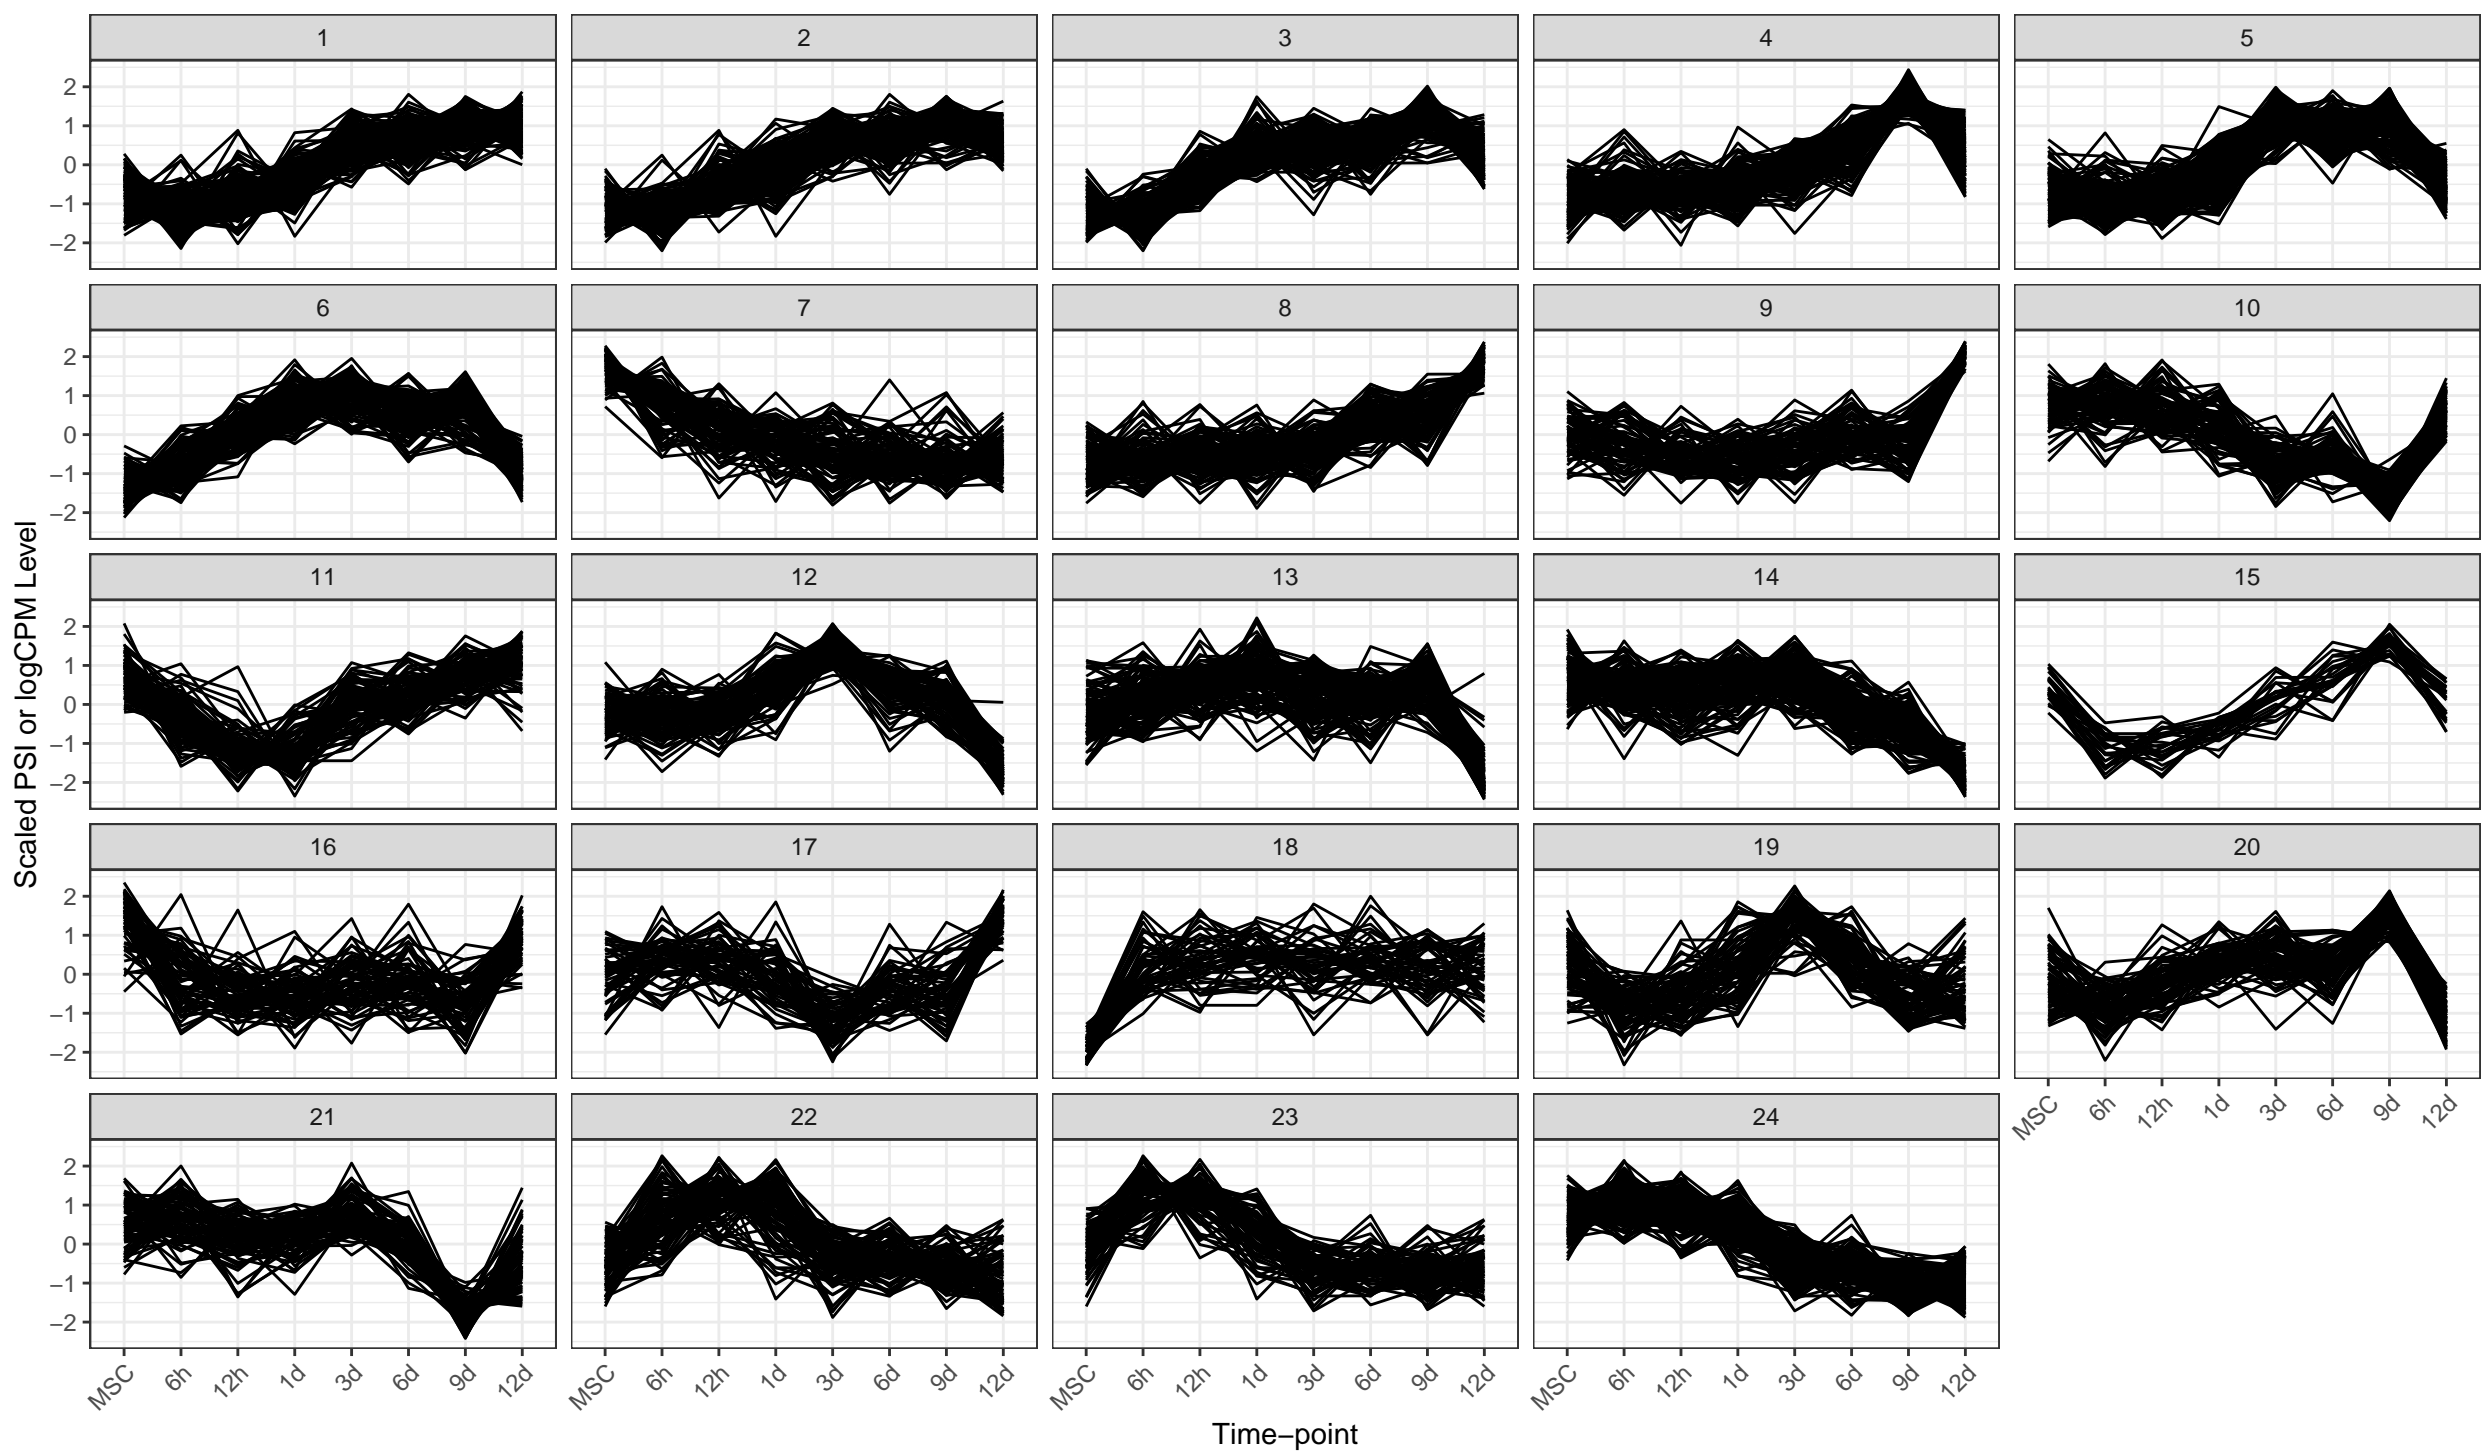 1 2 3 4 5
2
1
0
−1
−2
6 7 8 9 10
2
1
0
−1
−2
11 12 13 14 15
2
1
0
−1
−2
16 17 18 19 20
2
1
0
−1
−2
MSC 6h 12h 1d 3d 6d 9d 12d
21 22 23 24
2
1
0
−1
−2
MSC 6h 12h 1d 3d 6d 9d 12d MSC 6h 12h 1d 3d 6d 9d 12d MSC 6h 12h 1d 3d 6d 9d 12d MSC 6h 12h 1d 3d 6d 9d 12d
Time−point
Scaled PSI or logCPM Level